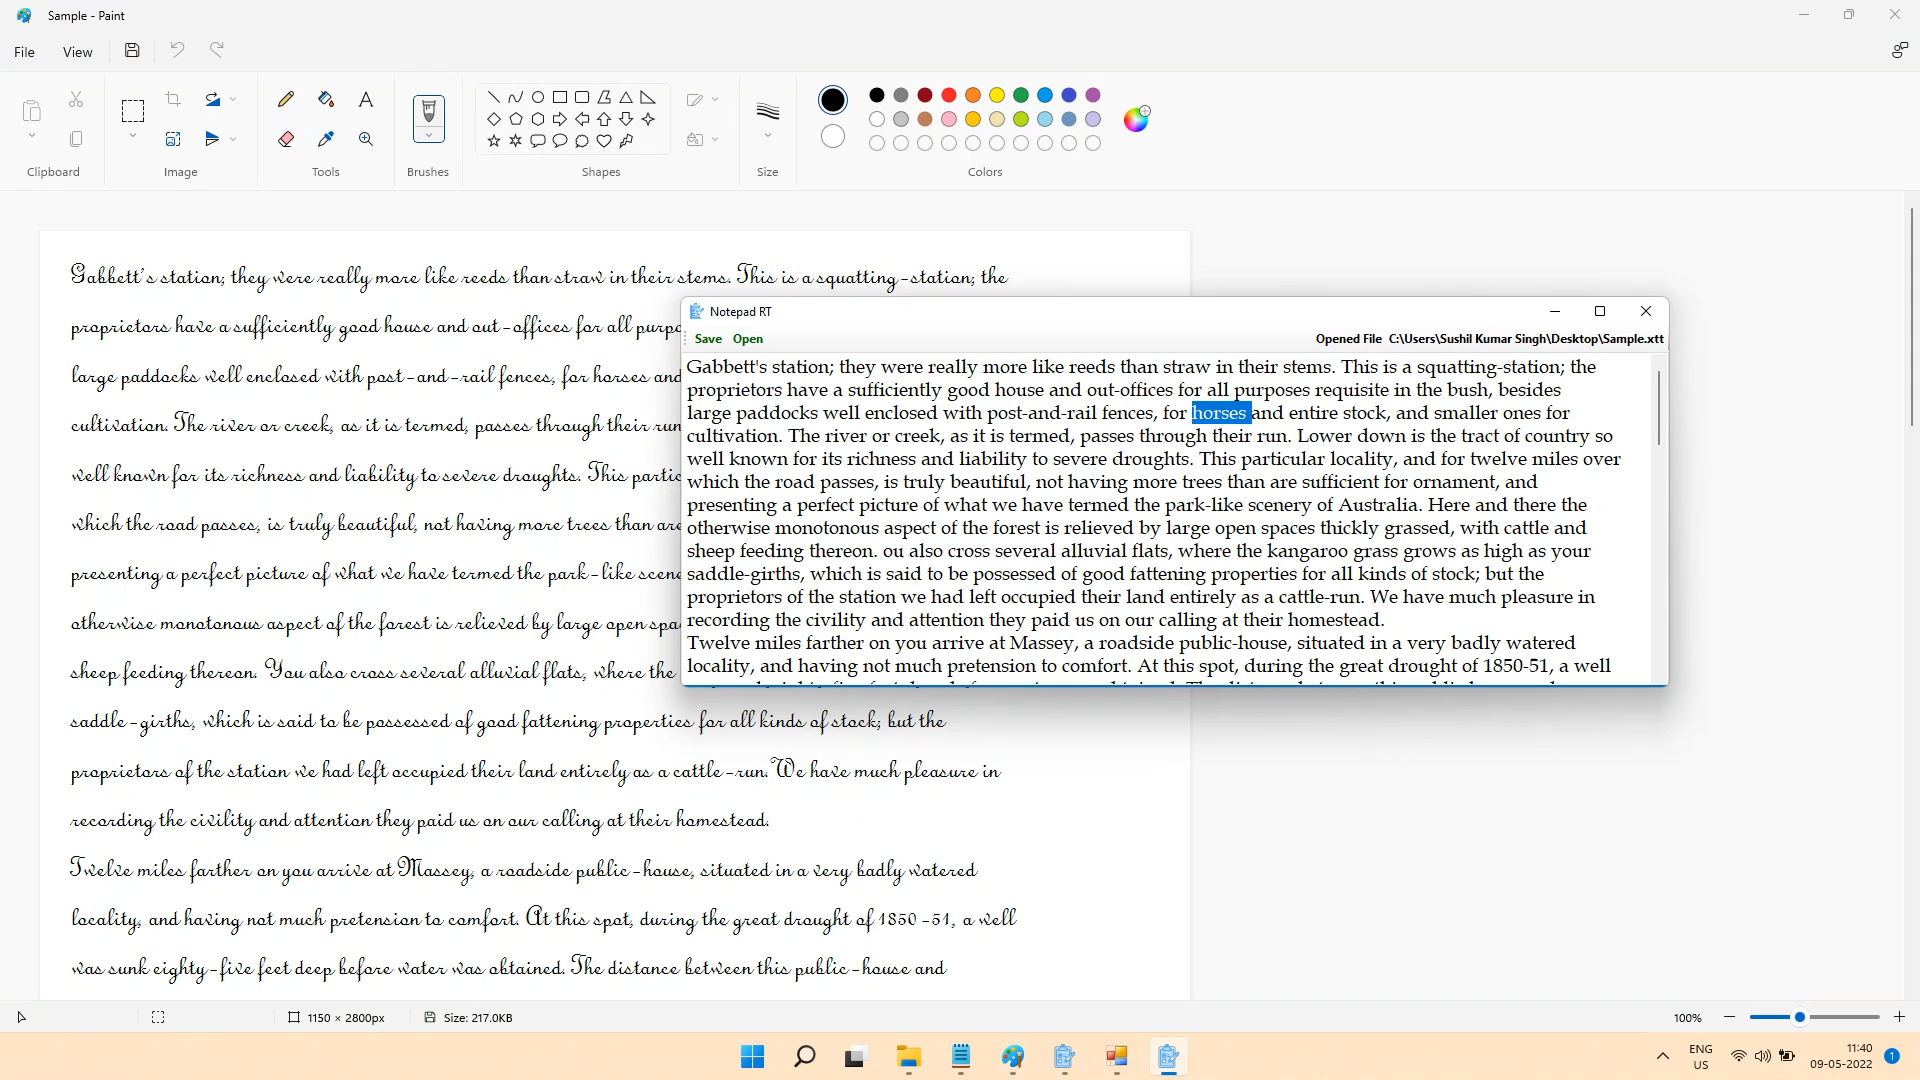 Sample - Paint
File View
Clipboard Image Tools Brushes Shapes Size Colors
Gabbett's station; they were really more like reeds than straw in their stems. This is a squatting-station; the
proprietors have a sufficiently good house and out-offices for all purpo
large paddocks well enclosed with post-and-rail fences, for horses and
cultivation. The river or creek, as it is termed, passes through their run
well known for its richness and liability to severe droughts. This partic
which the road passes, is truly beautiful, not having more trees than are
presenting a perfect picture of what we have termed the park-like scene
otherwise monotonous aspect of the forest is relieved by large open spa
sheep feeding thereon. You also cross several alluvial flats, where the
saddle-girths, which is said to be possessed of good fattening properties for all kinds of stock; but the
proprietors of the station we had left occupied their land entirely as a cattle-run. We have much pleasure in
recording the civility and attention they paid us on our calling at their homestead.
Twelve miles farther on you arrive at Massey, a roadside public-house, situated in a very badly watered
locality, and having not much pretension to comfort. At this spot, during the great drought of 1850-51, a well
was sunk eighty-five feet deep before water was obtained. The distance between this public-house and
Notepad RT
Save Open Opened File C:\Users\Sushil Kumar Singh\Desktop\Sample.xtt
Gabbett's station; they were really more like reeds than straw in their stems. This is a squatting-station; the
proprietors have a sufficiently good house and out-offices for all purposes requisite in the bush, besides
large paddocks well enclosed with post-and-rail fences, for horses and entire stock, and smaller ones for
cultivation. The river or creek, as it is termed, passes through their run. Lower down is the tract of country so
well known for its richness and liability to severe droughts. This particular locality, and for twelve miles over
which the road passes, is truly beautiful, not having more trees than are sufficient for ornament, and
presenting a perfect picture of what we have termed the park-like scenery of Australia. Here and there the
otherwise monotonous aspect of the forest is relieved by large open spaces thickly grassed, with cattle and
sheep feeding thereon. ou also cross several alluvial flats, where the kangaroo grass grows as high as your
saddle-girths, which is said to be possessed of good fattening properties for all kinds of stock; but the
proprietors of the station we had left occupied their land entirely as a cattle-run. We have much pleasure in
recording the civility and attention they paid us on our calling at their homestead.
Twelve miles farther on you arrive at Massey, a roadside public-house, situated in a very badly watered
locality, and having not much pretension to comfort. At this spot, during the great drought of 1850-51, a well
1150 × 2800px Size: 217.0KB 100%
ENG US 11:40 09-05-2022 1